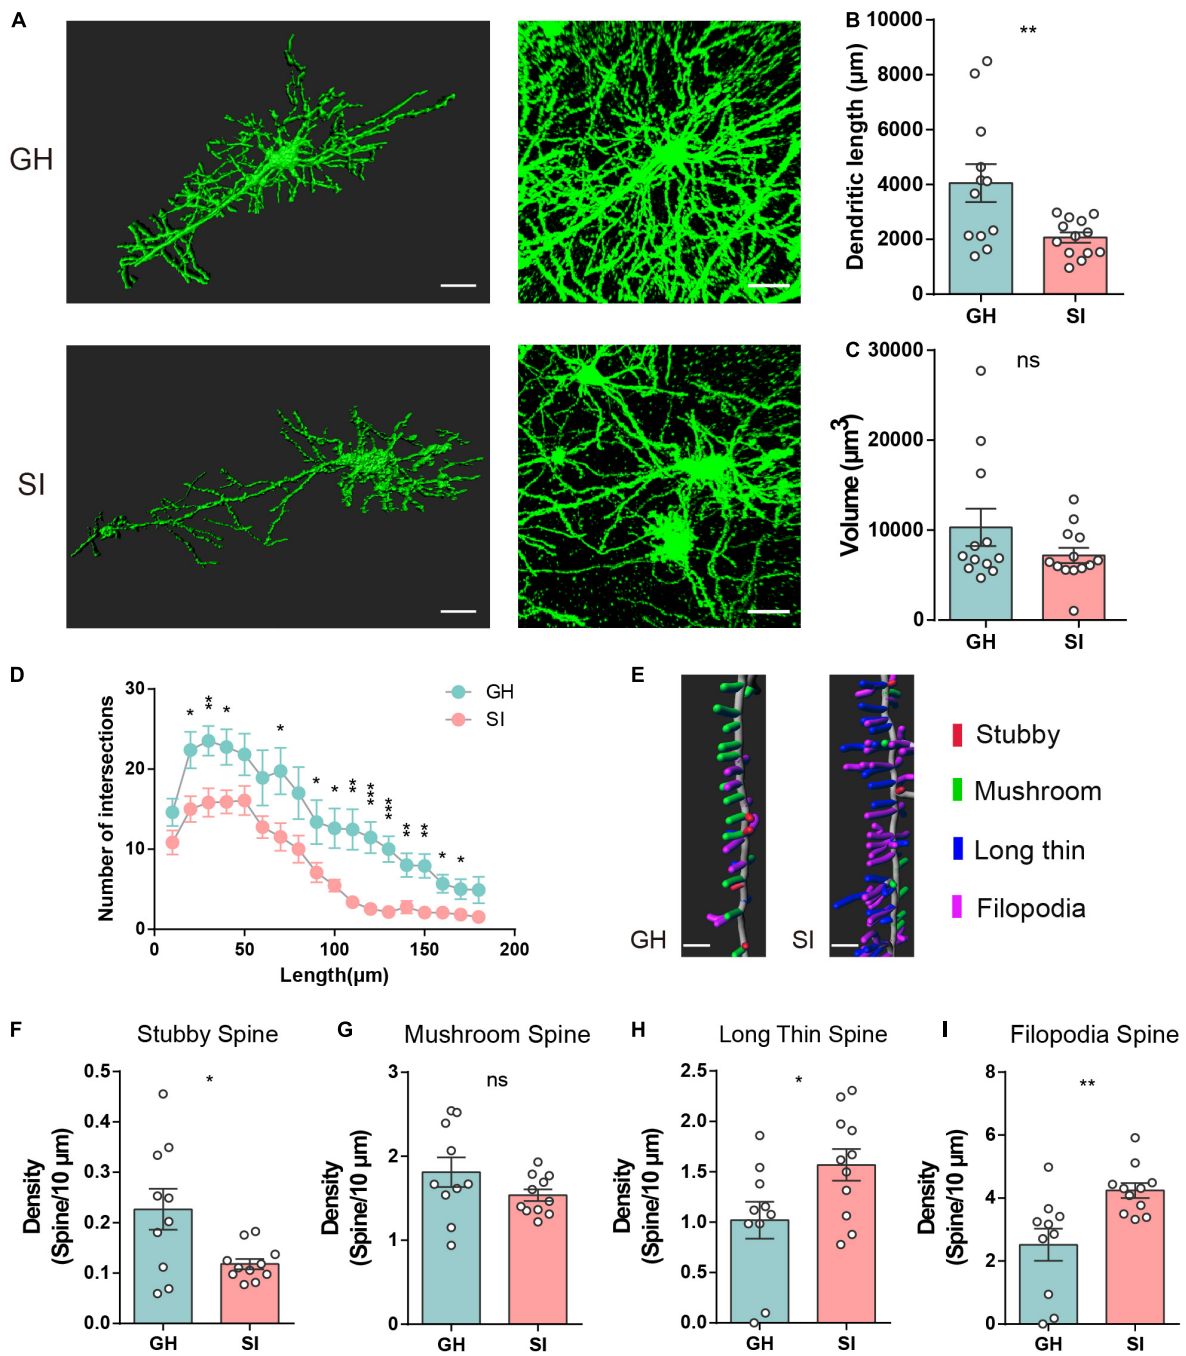 A
GH
SI
B
Dendritic length (μm)
10000
8000
6000
4000
2000
0
**
GH SI
C
Volume (μm³)
30000
20000
10000
0
ns
GH SI
D
Number of intersections
30
20
10
0
* ** * * * * ** *** *** ** ** * *
GH
SI
0 50 100 150 200
Length(μm)
E
GH SI
Stubby
Mushroom
Long thin
Filopodia
F
Stubby Spine
Density
(Spine/10 μm)
0.5
0.4
0.3
0.2
0.1
0.0
*
GH SI
G
Mushroom Spine
Density
(Spine/10 μm)
3
2
1
0
ns
GH SI
H
Long Thin Spine
Density
(Spine/10 μm)
2.5
2.0
1.5
1.0
0.5
0.0
*
GH SI
I
Filopodia Spine
Density
(Spine/10 μm)
8
6
4
2
0
**
GH SI